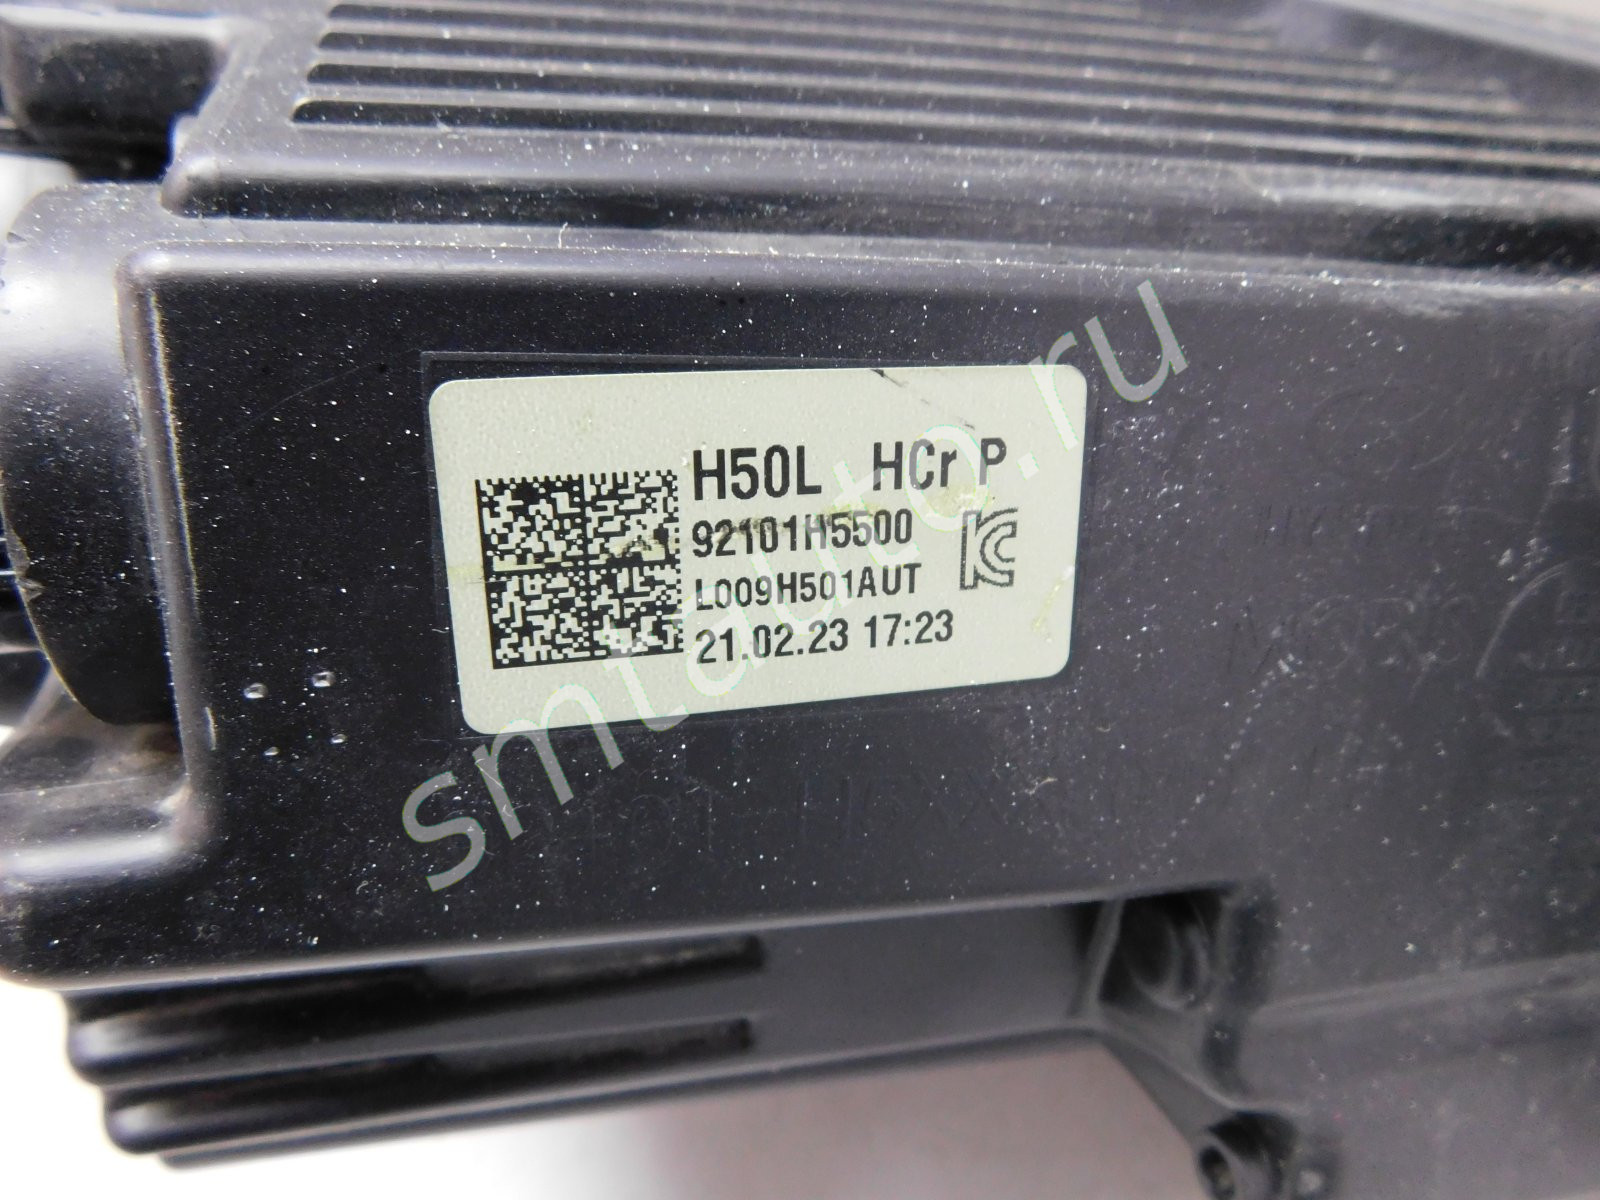 H50L HCr P
92101H5500
L009H501AUT
21.02.23 17:23
smtauto.ru